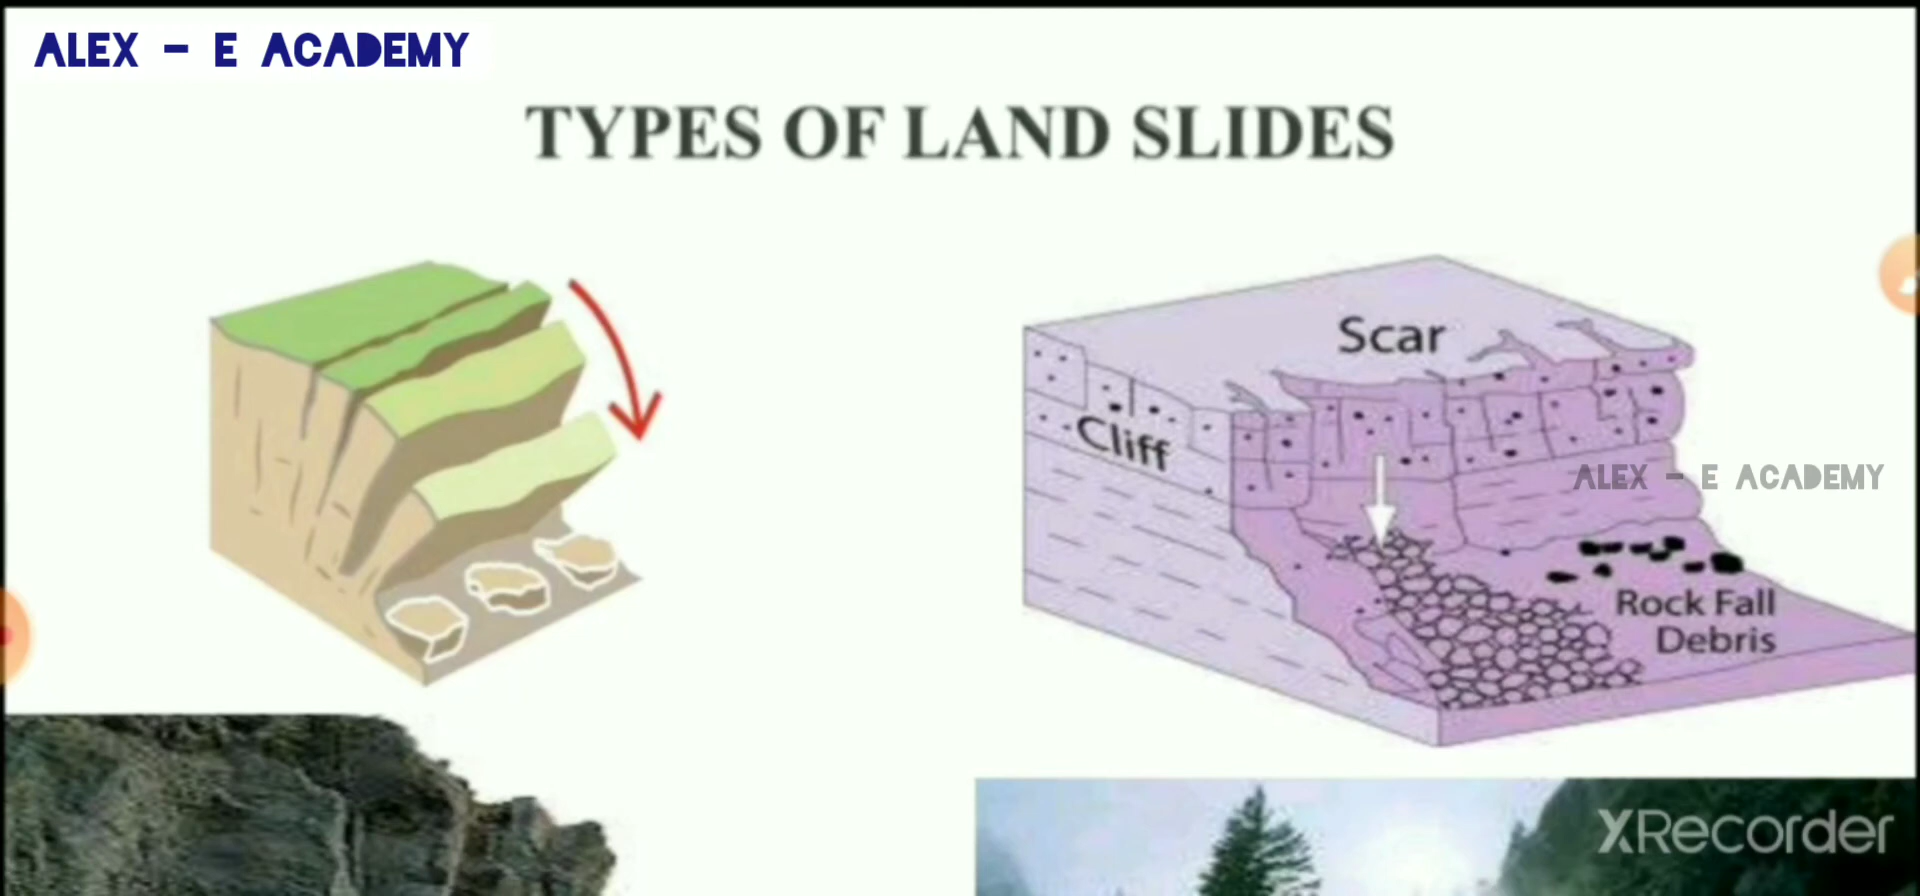 ALEX - E ACADEMY
TYPES OF LAND SLIDES
Scar
Cliff
ALEX - E ACADEMY
Rock Fall
Debris
XRecorder